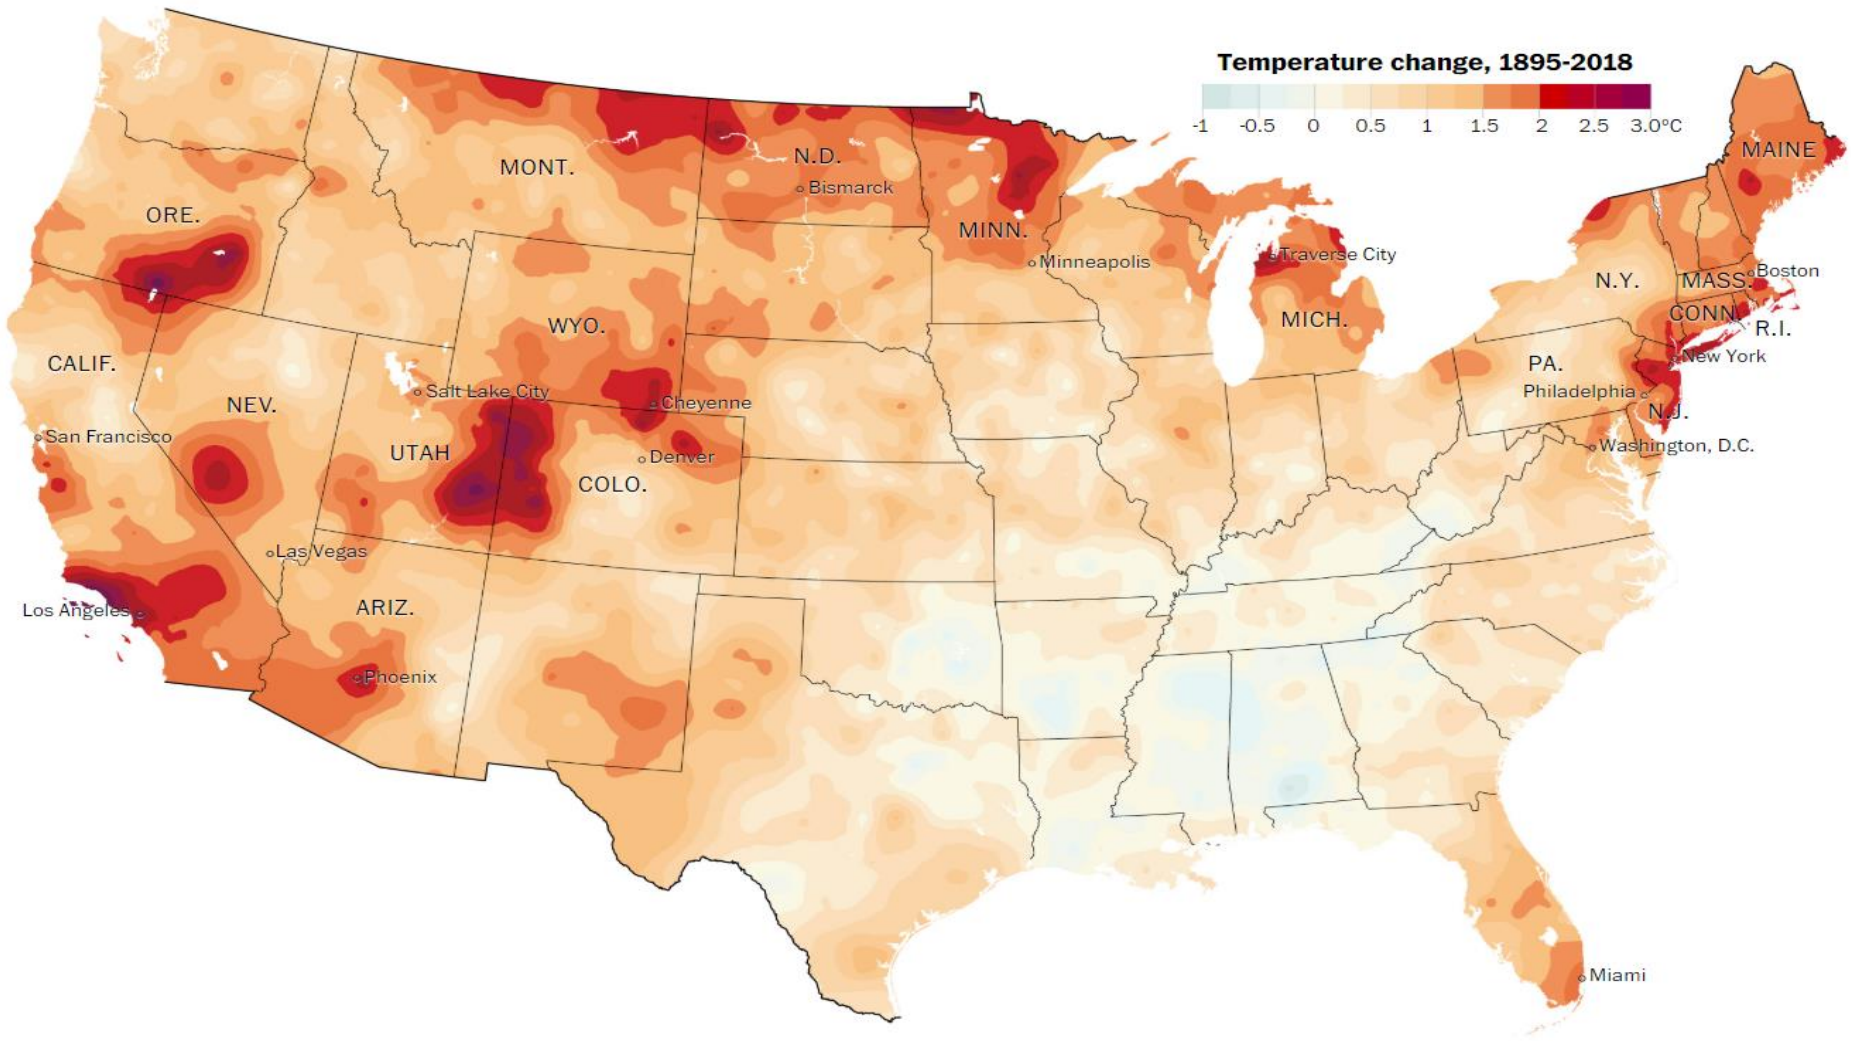 Temperature change, 1895-2018
-1 -0.5 0 0.5 1 1.5 2 2.5 3.0°C
MAINE
MONT.
N.D.
Bismarck
ORE.
MINN.
Minneapolis
Traverse City
N.Y.
MASS.
Boston
WYO.
MICH.
CONN.
R.I.
CALIF.
PA.
New York
Salt Lake City
Cheyenne
Philadelphia
NEV.
N.J.
San Francisco
UTAH
Denver
Washington, D.C.
COLO.
Las Vegas
Los Angeles
ARIZ.
Phoenix
Miami